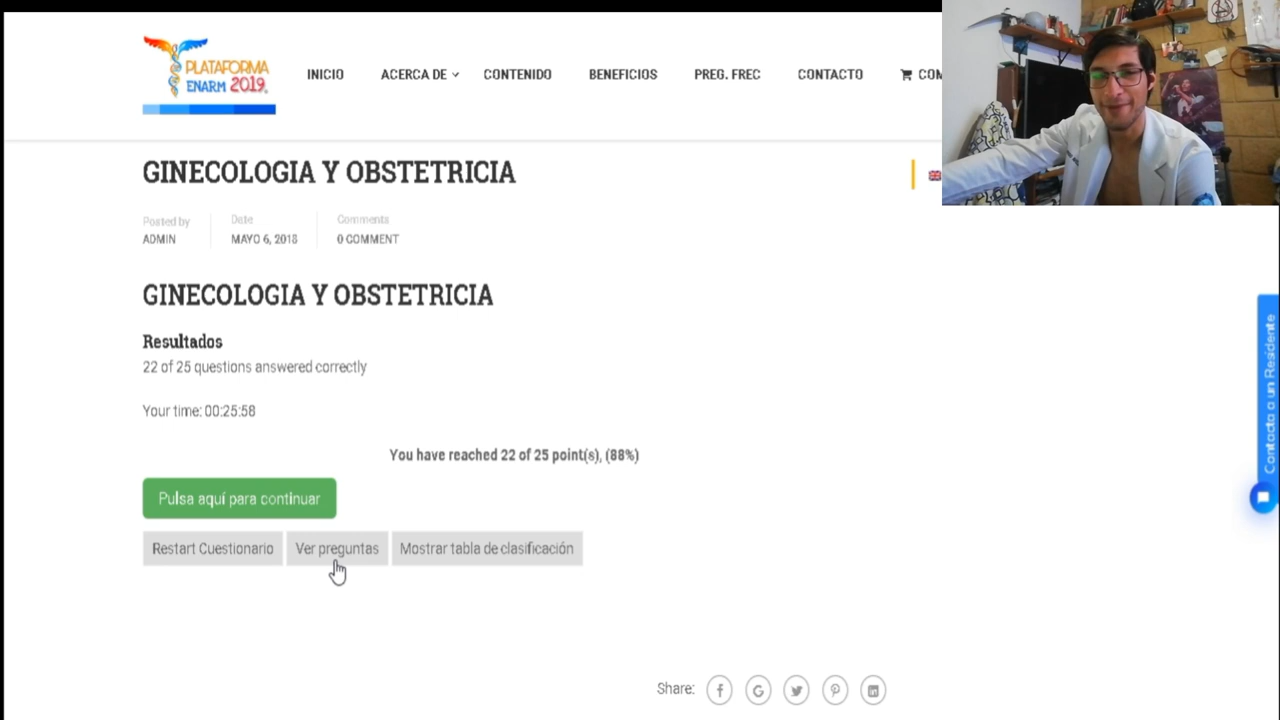 PLATAFORMA
ENARM 2019
INICIO
ACERCA DE
CONTENIDO
BENEFICIOS
PREG. FREC
CONTACTO
COM
GINECOLOGIA Y OBSTETRICIA
Posted by
ADMIN
Date
MAYO 6, 2018
Comments
0 COMMENT
GINECOLOGIA Y OBSTETRICIA
Resultados
22 of 25 questions answered correctly
Your time: 00:25:58
You have reached 22 of 25 point(s), (88%)
Pulsa aquí para continuar
Restart Cuestionario
Ver preguntas
Mostrar tabla de clasificación
Contacta a un Residente
Share: